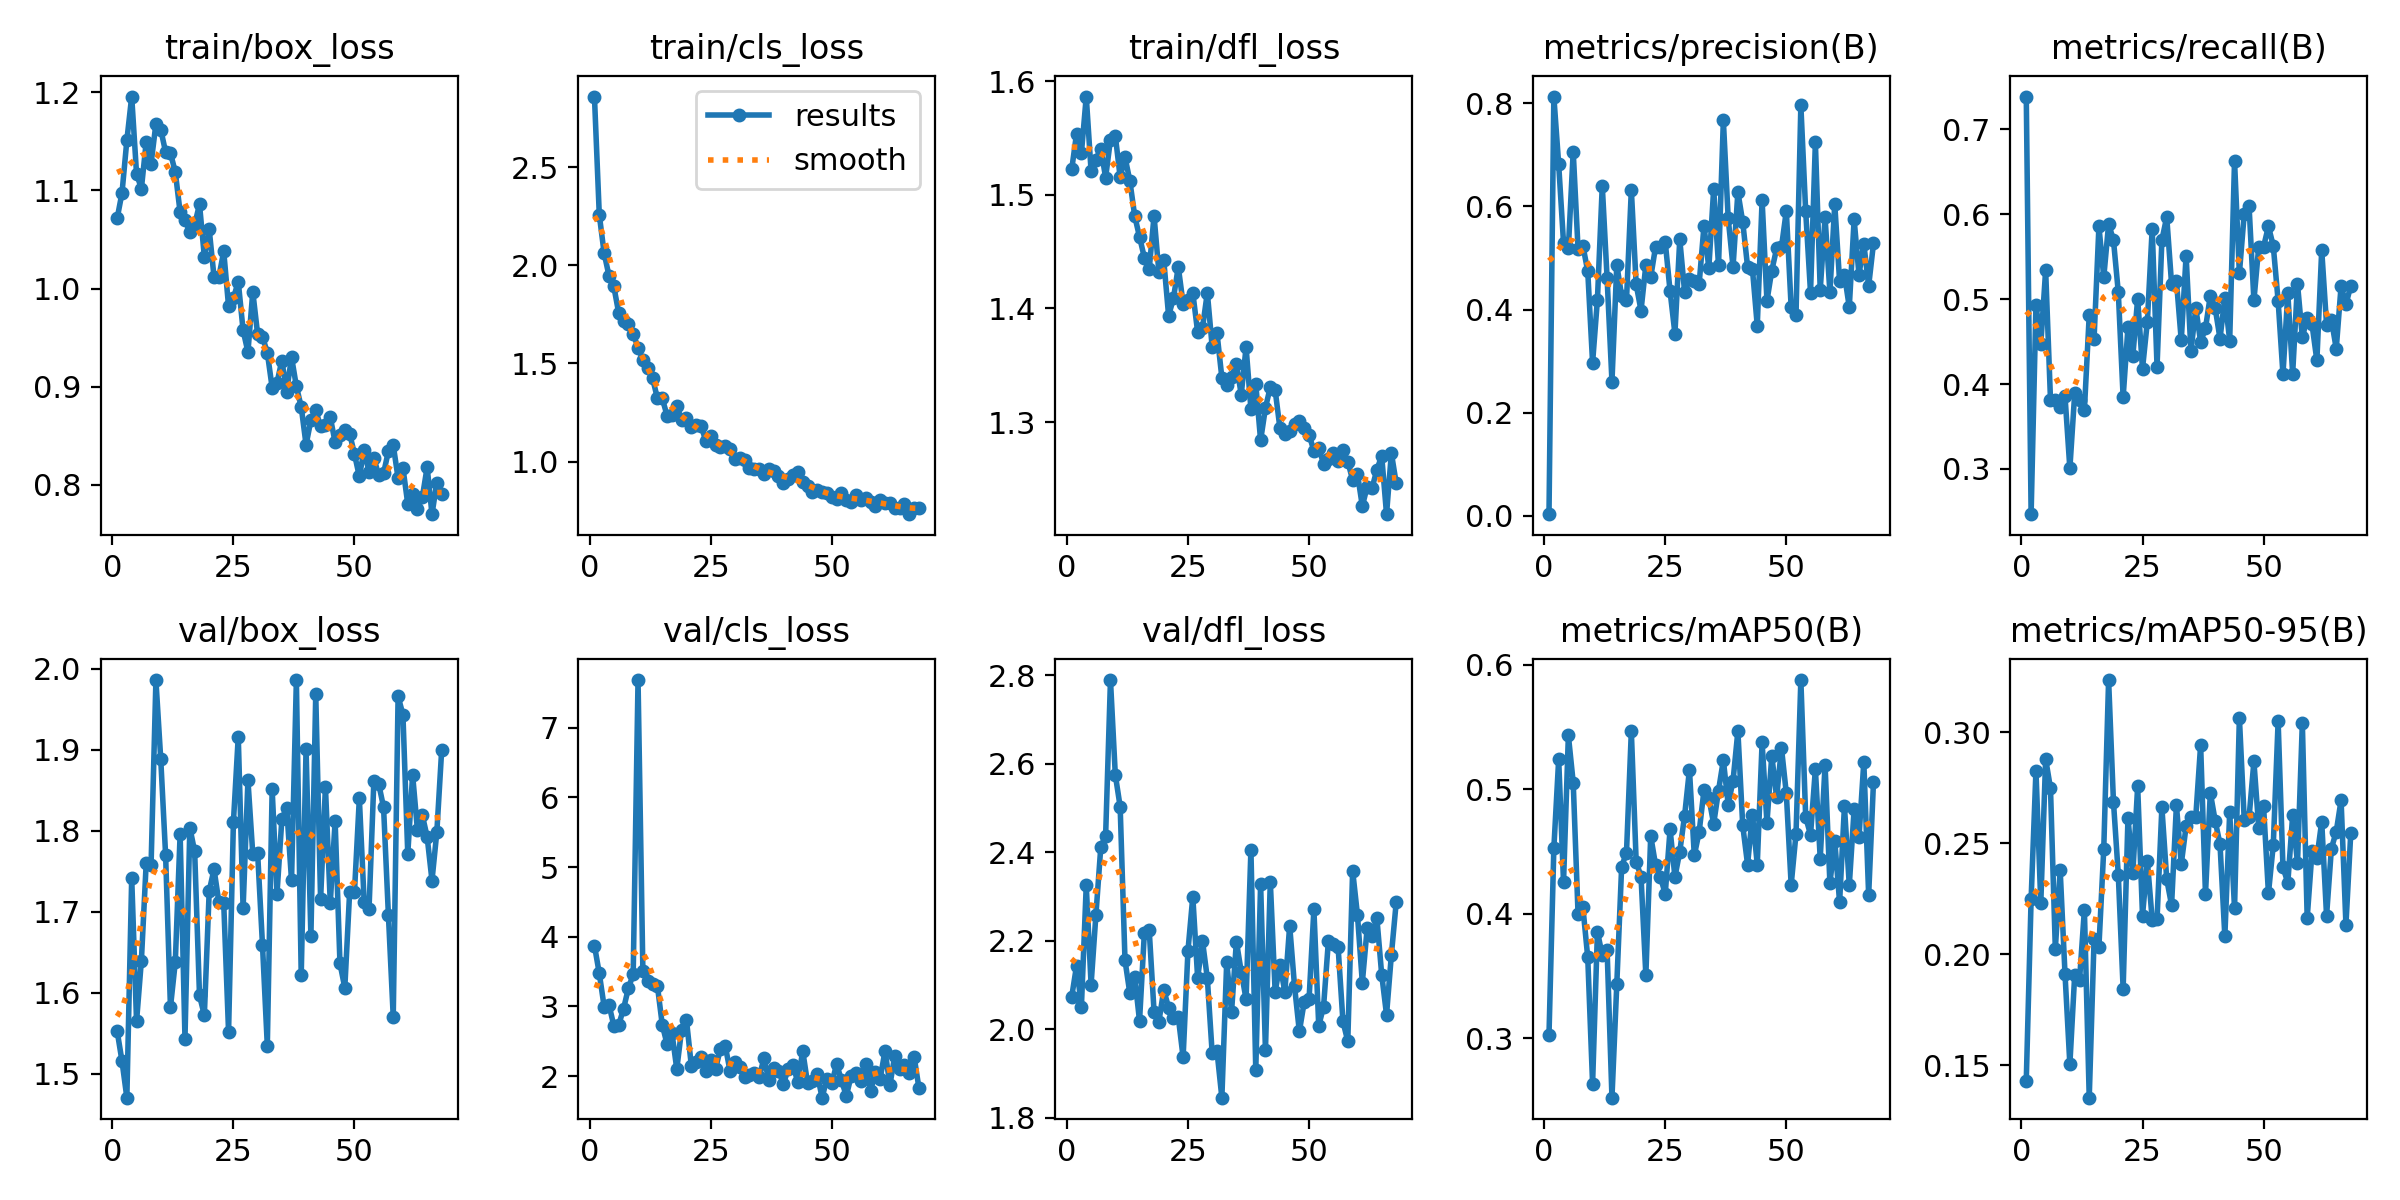 train/box_loss
1.2
1.1
1.0
0.9
0.8
0 25 50
train/cls_loss
results
smooth
2.5
2.0
1.5
1.0
0 25 50
train/dfl_loss
1.6
1.5
1.4
1.3
0 25 50
metrics/precision(B)
0.8
0.6
0.4
0.2
0.0
0 25 50
metrics/recall(B)
0.7
0.6
0.5
0.4
0.3
0 25 50
val/box_loss
2.0
1.9
1.8
1.7
1.6
1.5
0 25 50
val/cls_loss
7
6
5
4
3
2
0 25 50
val/dfl_loss
2.8
2.6
2.4
2.2
2.0
1.8
0 25 50
metrics/mAP50(B)
0.6
0.5
0.4
0.3
0 25 50
metrics/mAP50-95(B)
0.30
0.25
0.20
0.15
0 25 50